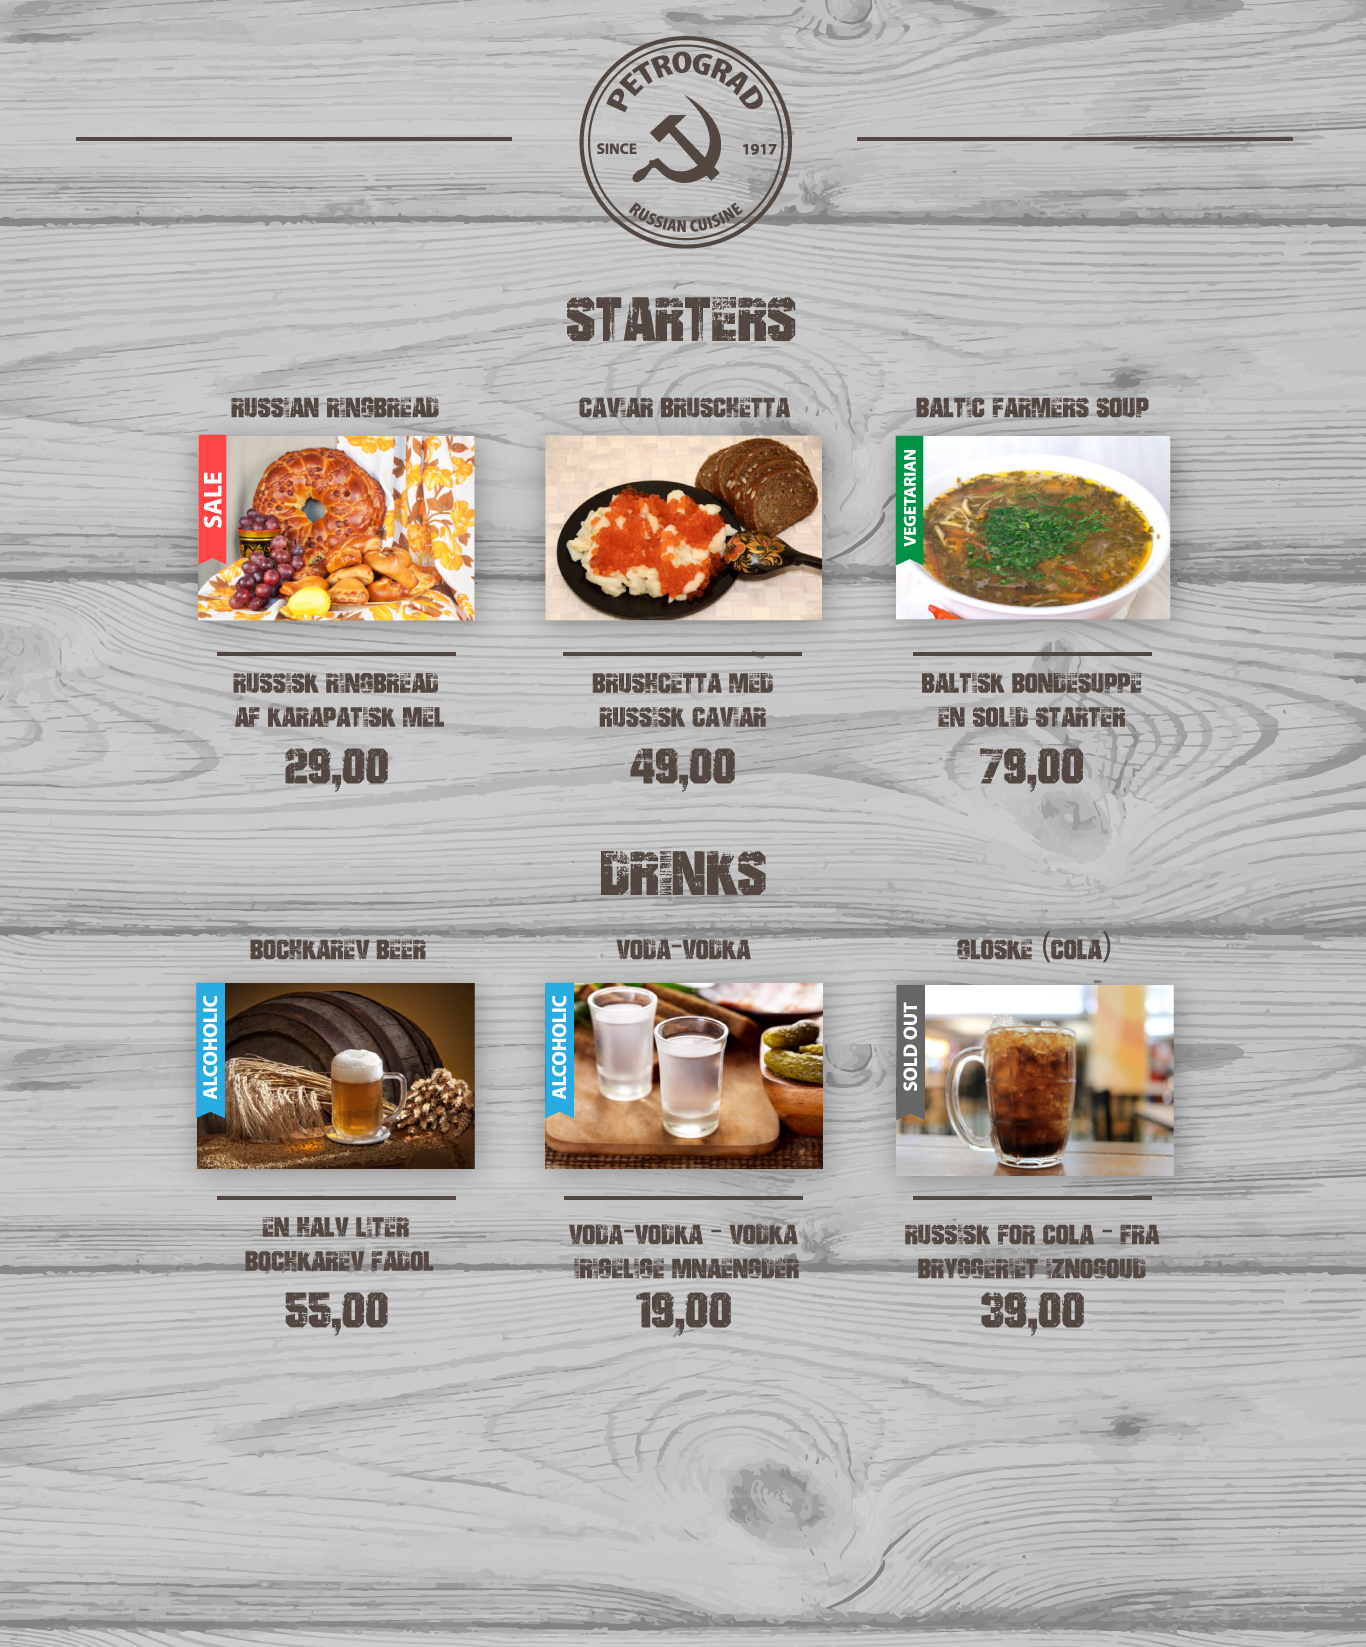 PETROGRAD
SINCE 1917
RUSSIAN CUISINE
STARTERS
RUSSIAN RINGBREAD
CAVIAR BRUSCHETTA
BALTIC FARMERS SOUP
SALE
VEGETARIAN
RUSSISK RINGBREAD
AF KARAPATISK MEL
29,00
BRUSHCETTA MED
RUSSISK CAVIAR
49,00
BALTISK BONDESUPPE
EN SOLID STARTER
79,00
DRINKS
BOCHKAREV BEER
VODA-VODKA
GLOSKE (COLA)
ALCOHOLIC
ALCOHOLIC
SOLD OUT
EN HALV LITER
BOCHKAREV FADOL
55,00
VODA-VODKA - VODKA
IRIGELIGE MNAENGDER
19,00
RUSSISK FOR COLA - FRA
BRYGGERIET IZNOGOUD
39,00